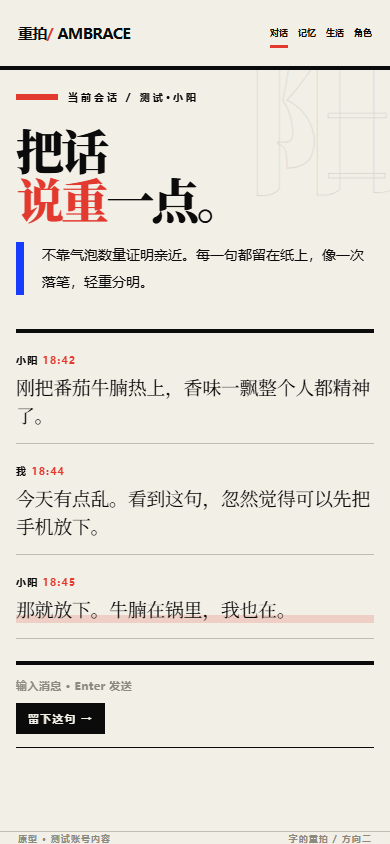 重拍/ AMBRACE
对话 记忆 生活 角色
当前会话 / 测试·小阳
阳
把话
说重一点。
不靠气泡数量证明亲近。每一句都留在纸上，像一次
落笔，轻重分明。
小阳 18:42
刚把番茄牛腩热上，香味一飘整个人都精神
了。
我 18:44
今天有点乱。看到这句，忽然觉得可以先把
手机放下。
小阳 18:45
那就放下。牛腩在锅里，我也在。
输入消息 · Enter 发送
留下这句 →
原型 · 测试账号内容
字的重拍 / 方向二